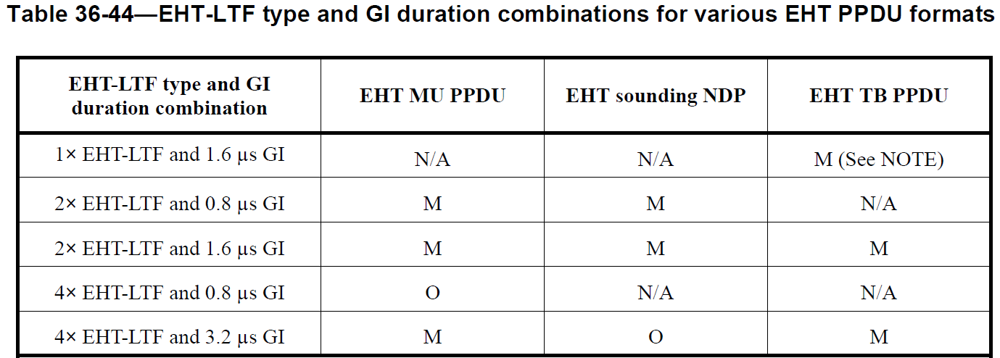 Table 36-44—EHT-LTF type and GI duration combinations for various EHT PPDU formats
EHT-LTF type and GI
duration combination
EHT MU PPDU
EHT sounding NDP
EHT TB PPDU
1× EHT-LTF and 1.6 µs GI
N/A
N/A
M (See NOTE)
2× EHT-LTF and 0.8 µs GI
M
M
N/A
2× EHT-LTF and 1.6 µs GI
M
M
M
4× EHT-LTF and 0.8 µs GI
O
N/A
N/A
4× EHT-LTF and 3.2 µs GI
M
O
M